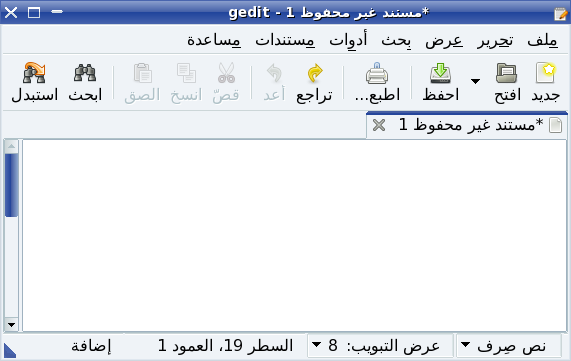 *مستند غير محفوظ 1 - gedit
ملف تحرير عرض بحث أدوات مستندات مساعدة
جديد افتح احفظ اطبع... تراجع أعد قصّ انسخ الصق ابحث استبدل
*مستند غير محفوظ 1
نص صِرف عرض التبويب: 8 السطر 19، العمود 1 إضافة